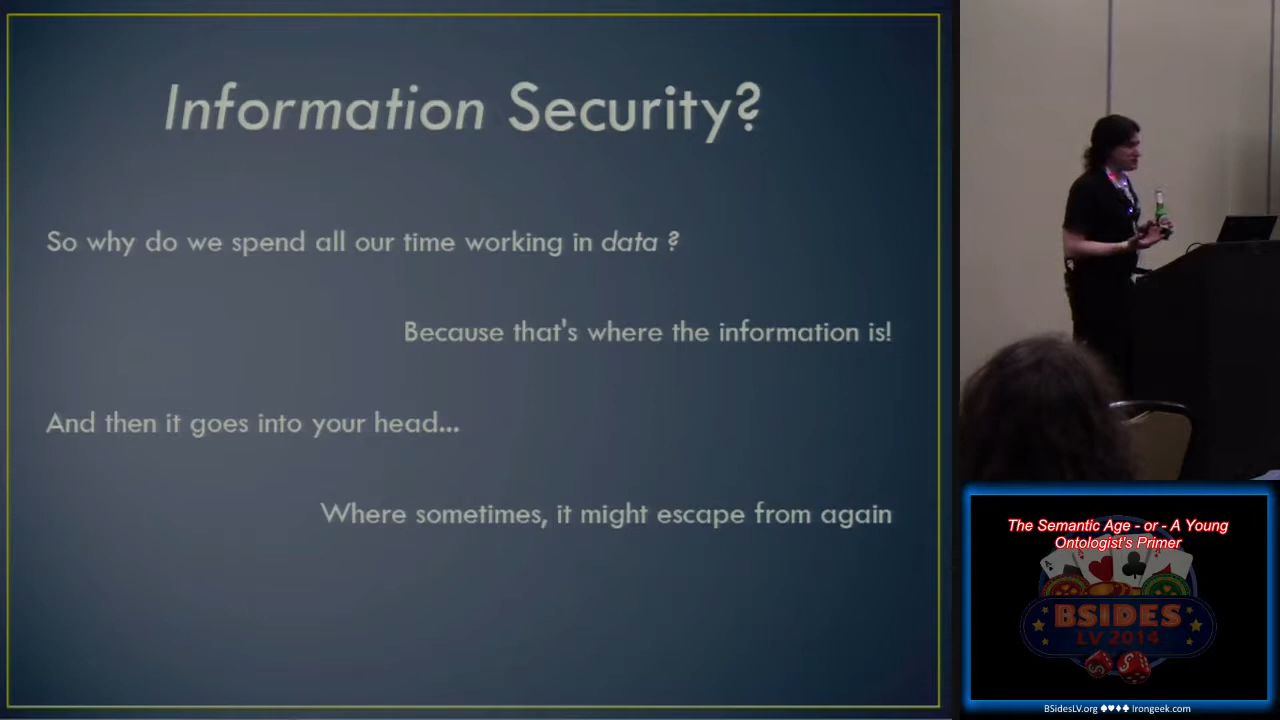 Information Security?
So why do we spend all our time working in data ?
Because that's where the information is!
And then it goes into your head...
Where sometimes, it might escape from again
The Semantic Age - or - A Young
Ontologist's Primer
BSIDES
LV 2014
BSidesLV.org ♠♥♦♣ Irongeek.com